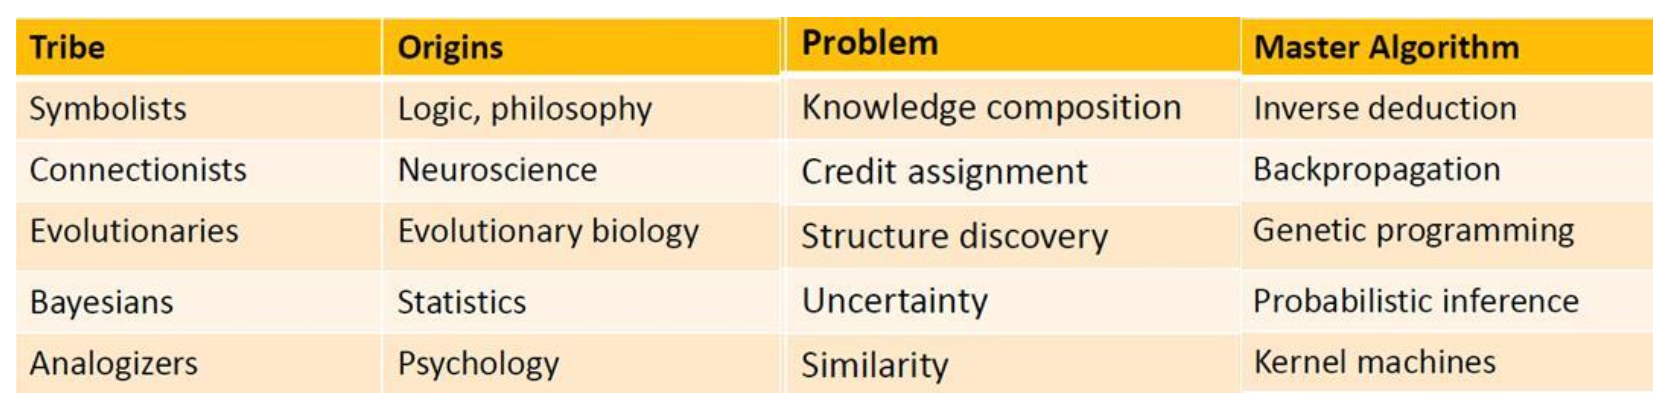 Tribe Origins Problem Master Algorithm
Symbolists Logic, philosophy Knowledge composition Inverse deduction
Connectionists Neuroscience Credit assignment Backpropagation
Evolutionaries Evolutionary biology Structure discovery Genetic programming
Bayesians Statistics Uncertainty Probabilistic inference
Analogizers Psychology Similarity Kernel machines